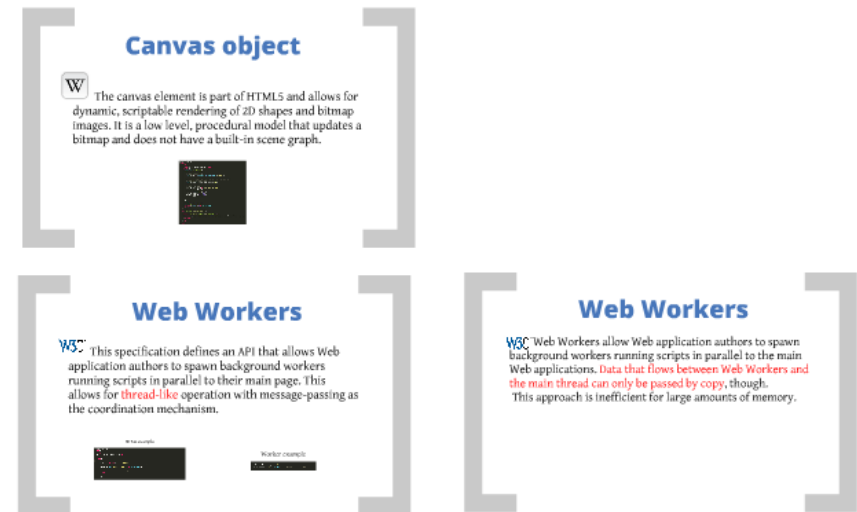 Canvas object
W
The canvas element is part of HTML5 and allows for
dynamic, scriptable rendering of 2D shapes and bitmap
images. It is a low level, procedural model that updates a
bitmap and does not have a built-in scene graph.
Web Workers
W3C
This specification defines an API that allows Web
application authors to spawn background workers
running scripts in parallel to their main page. This
allows for thread-like operation with message-passing as
the coordination mechanism.
Worker example
Web Workers
W3C
Web Workers allow Web application authors to spawn
background workers running scripts in parallel to the main
Web applications. Data that flows between Web Workers and
the main thread can only be passed by copy, though.
This approach is inefficient for large amounts of memory.